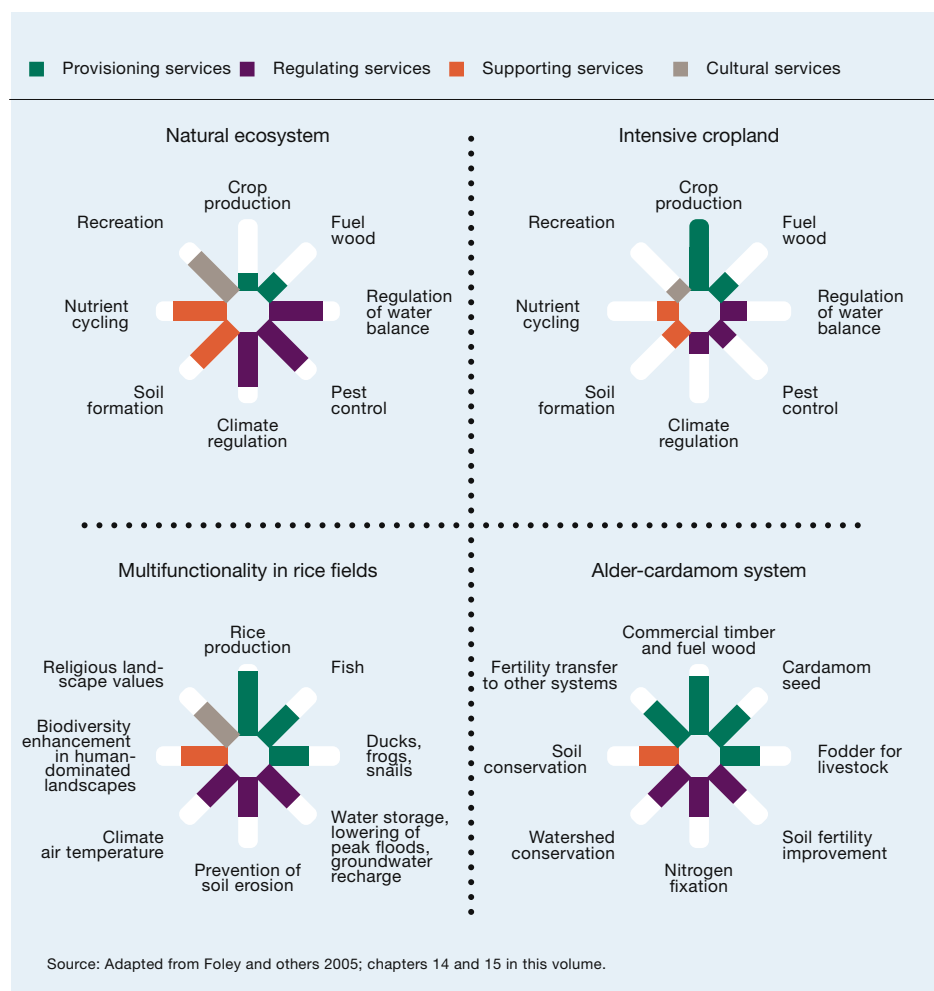 Provisioning services
Regulating services
Supporting services
Cultural services
Natural ecosystem
Crop
production
Recreation
Fuel
wood
Nutrient
cycling
Regulation
of water
balance
Soil
formation
Pest
control
Climate
regulation
Intensive cropland
Crop
production
Recreation
Fuel
wood
Nutrient
cycling
Regulation
of water
balance
Soil
formation
Pest
control
Climate
regulation
Multifunctionality in rice fields
Rice
production
Religious land-
scape values
Fish
Biodiversity
enhancement
in human-
dominated
landscapes
Ducks,
frogs,
snails
Climate
air temperature
Water storage,
lowering of
peak floods,
groundwater
recharge
Prevention of
soil erosion
Alder-cardamom system
Commercial timber
and fuel wood
Fertility transfer
to other systems
Cardamom
seed
Soil
conservation
Fodder for
livestock
Watershed
conservation
Soil fertility
improvement
Nitrogen
fixation
Source: Adapted from Foley and others 2005; chapters 14 and 15 in this volume.